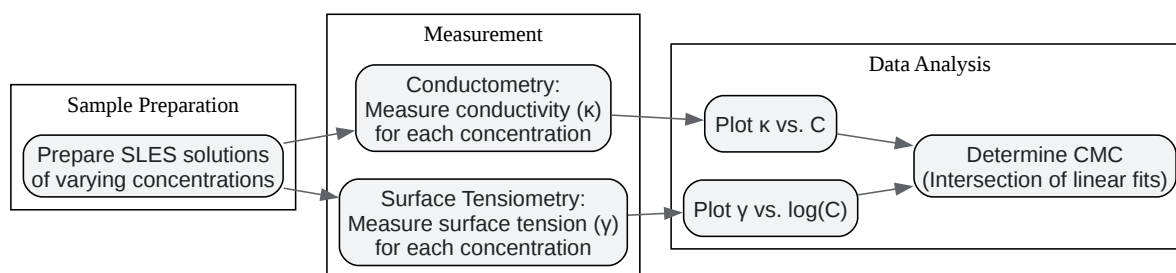 Sample Preparation
Prepare SLES solutions
of varying concentrations
Measurement
Conductometry:
Measure conductivity (κ)
for each concentration
Surface Tensiometry:
Measure surface tension (γ)
for each concentration
Data Analysis
Plot κ vs. C
Plot γ vs. log(C)
Determine CMC
(Intersection of linear fits)